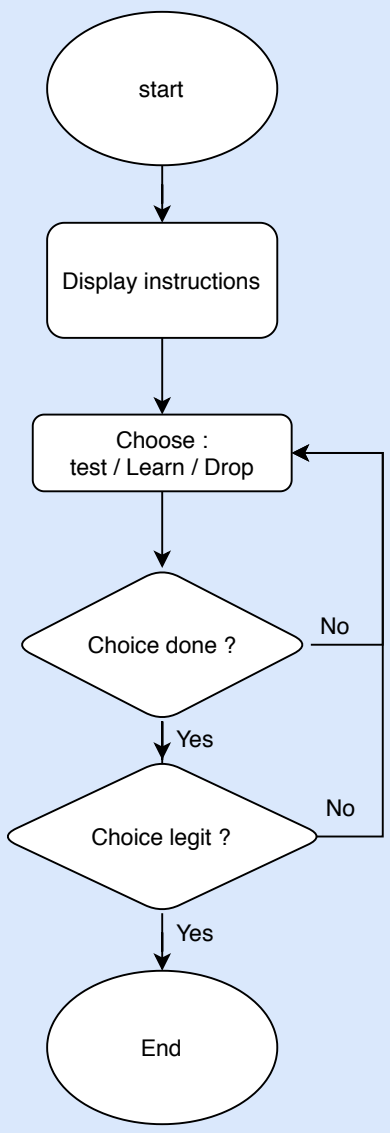 start
Display instructions
Choose :
test / Learn / Drop
Choice done ?
No
Yes
Choice legit ?
No
Yes
End